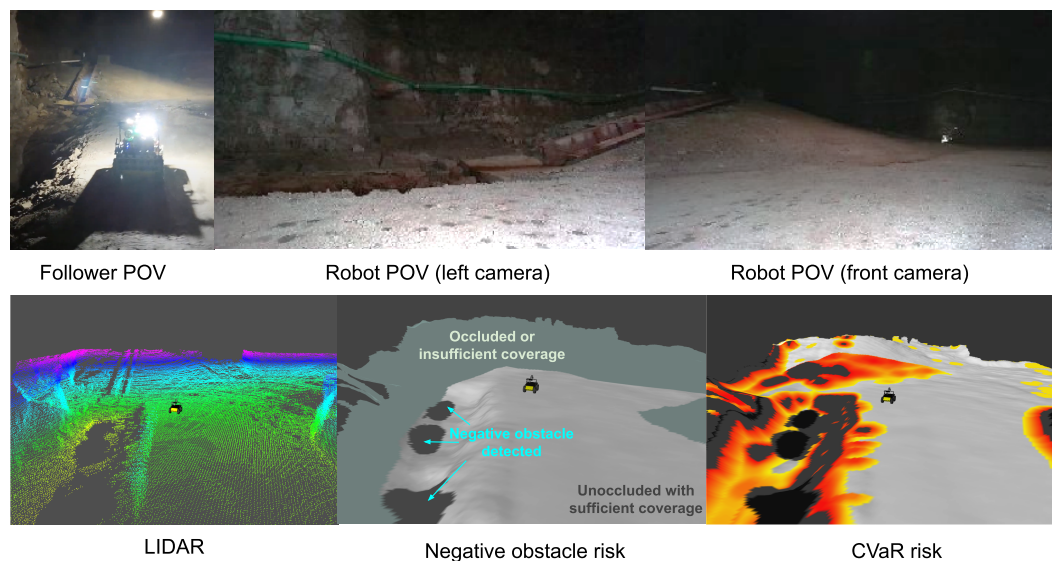 Follower POV
Robot POV (left camera)
Robot POV (front camera)
Occluded or
insufficient coverage
Negative obstacle
detected
Unoccluded with
sufficient coverage
LIDAR
Negative obstacle risk
CVaR risk